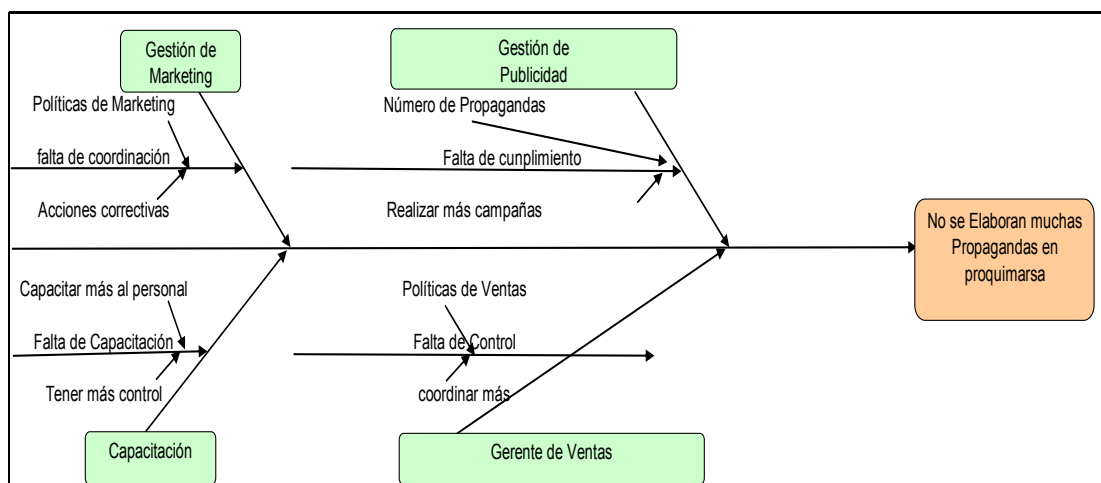 Gestión de
Marketing
Gestión de
Publicidad
Políticas de Marketing
Número de Propagandas
falta de coordinación
Falta de cunplimiento
Acciones correctivas
Realizar más campañas
No se Elaboran muchas
Propagandas en
proquimarsa
Capacitar más al personal
Políticas de Ventas
Falta de Capacitación
Falta de Control
Tener más control
coordinar más
Capacitación
Gerente de Ventas